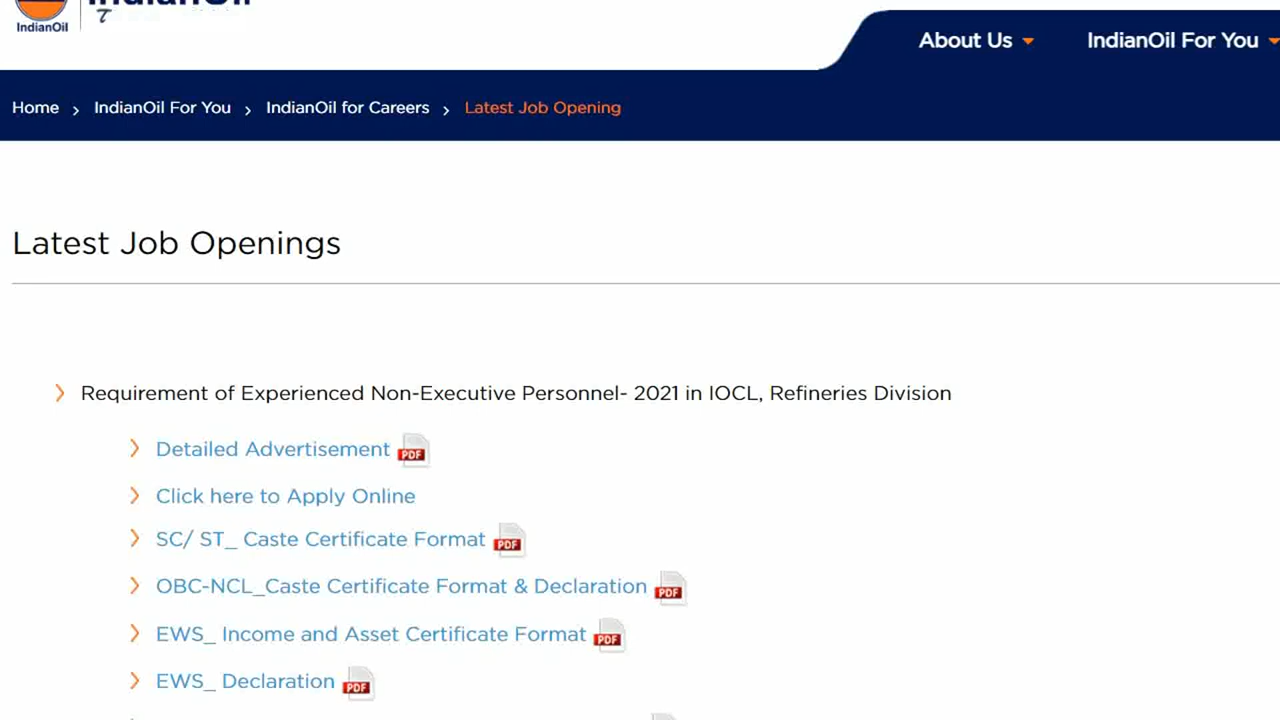 IndianOil
IndianOil
About Us
IndianOil For You
Home > IndianOil For You > IndianOil for Careers > Latest Job Opening
Latest Job Openings
Requirement of Experienced Non-Executive Personnel- 2021 in IOCL, Refineries Division
Detailed Advertisement PDF
Click here to Apply Online
SC/ ST_ Caste Certificate Format PDF
OBC-NCL_Caste Certificate Format & Declaration PDF
EWS_ Income and Asset Certificate Format PDF
EWS_ Declaration PDF